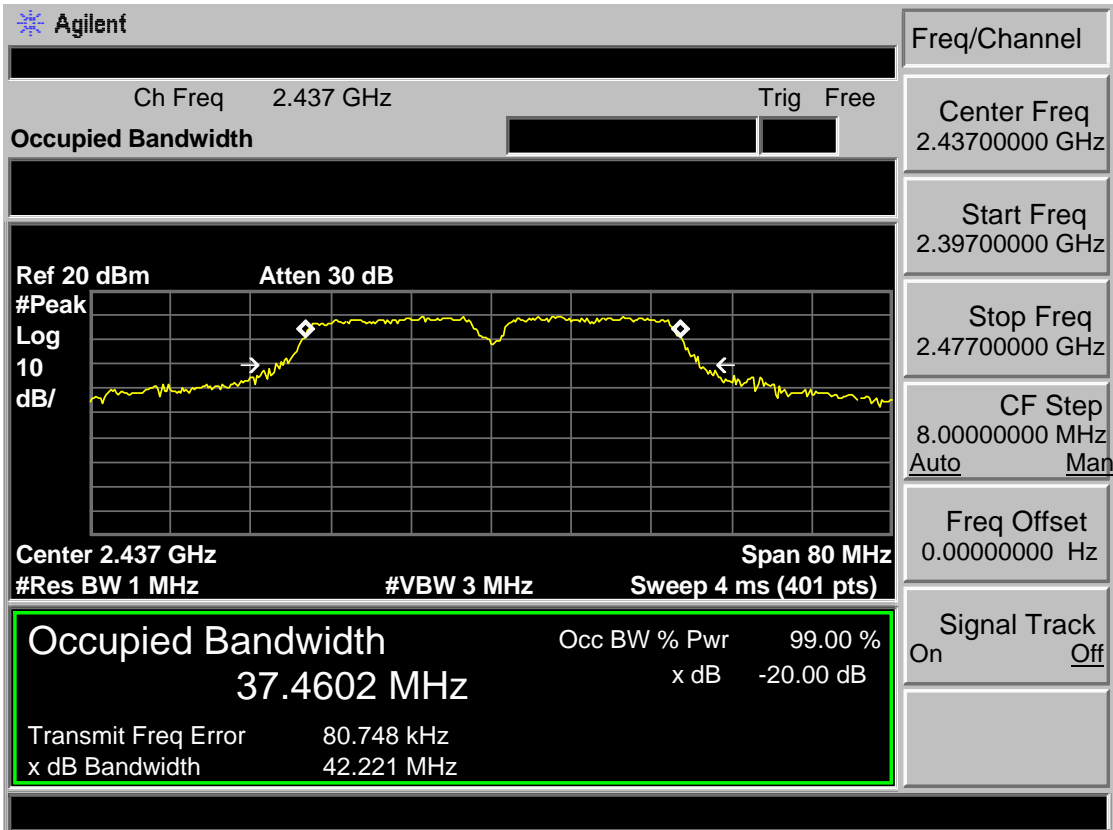 Agilent
Ch Freq 2.437 GHz Trig Free
Occupied Bandwidth
Ref 20 dBm Atten 30 dB
#Peak
Log
10
dB/
Center 2.437 GHz Span 80 MHz
#Res BW 1 MHz #VBW 3 MHz Sweep 4 ms (401 pts)
Occupied Bandwidth
37.4602 MHz
Occ BW % Pwr 99.00 %
x dB -20.00 dB
Transmit Freq Error 80.748 kHz
x dB Bandwidth 42.221 MHz
Freq/Channel
Center Freq
2.43700000 GHz
Start Freq
2.39700000 GHz
Stop Freq
2.47700000 GHz
CF Step
8.00000000 MHz
Auto Man
Freq Offset
0.00000000 Hz
Signal Track
On Off